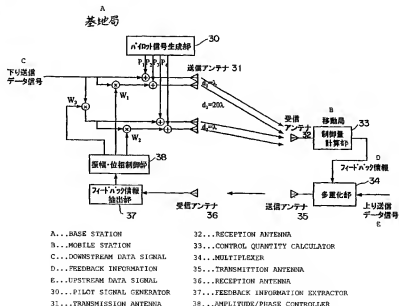 A
基地局
パイロット信号生成部
30
C
下り送信
データ信号
P₁ P₂ P₃ P₄
送信アンテナ 31
W₁
W₂
d₂=20λ
B
移動局
受信
アンテナ
32
33
制御量
計算部
D
フィードバック情報
W₃
W₂
振幅・位相制御部
38
フィードバック情報
抽出部
37
受信アンテナ
36
送信アンテナ
35
多重化部
34
上り送信
データ信号
E
A...BASE STATION
B...MOBILE STATION
C...DOWNSTREAM DATA SIGNAL
D...FEEDBACK INFORMATION
E...UPSTREAM DATA SIGNAL
30...PILOT SIGNAL GENERATOR
31...TRANSMISSION ANTENNA
32...RECEPTION ANTENNA
33...CONTROL QUANTITY CALCULATOR
34...MULTIPLEXER
35...TRANSMITTION ANTENNA
36...RECEPTION ANTENNA
37...FEEDBACK INFORMATION EXTRACTOR
38...AMPLITUDE/PHASE CONTROLLER